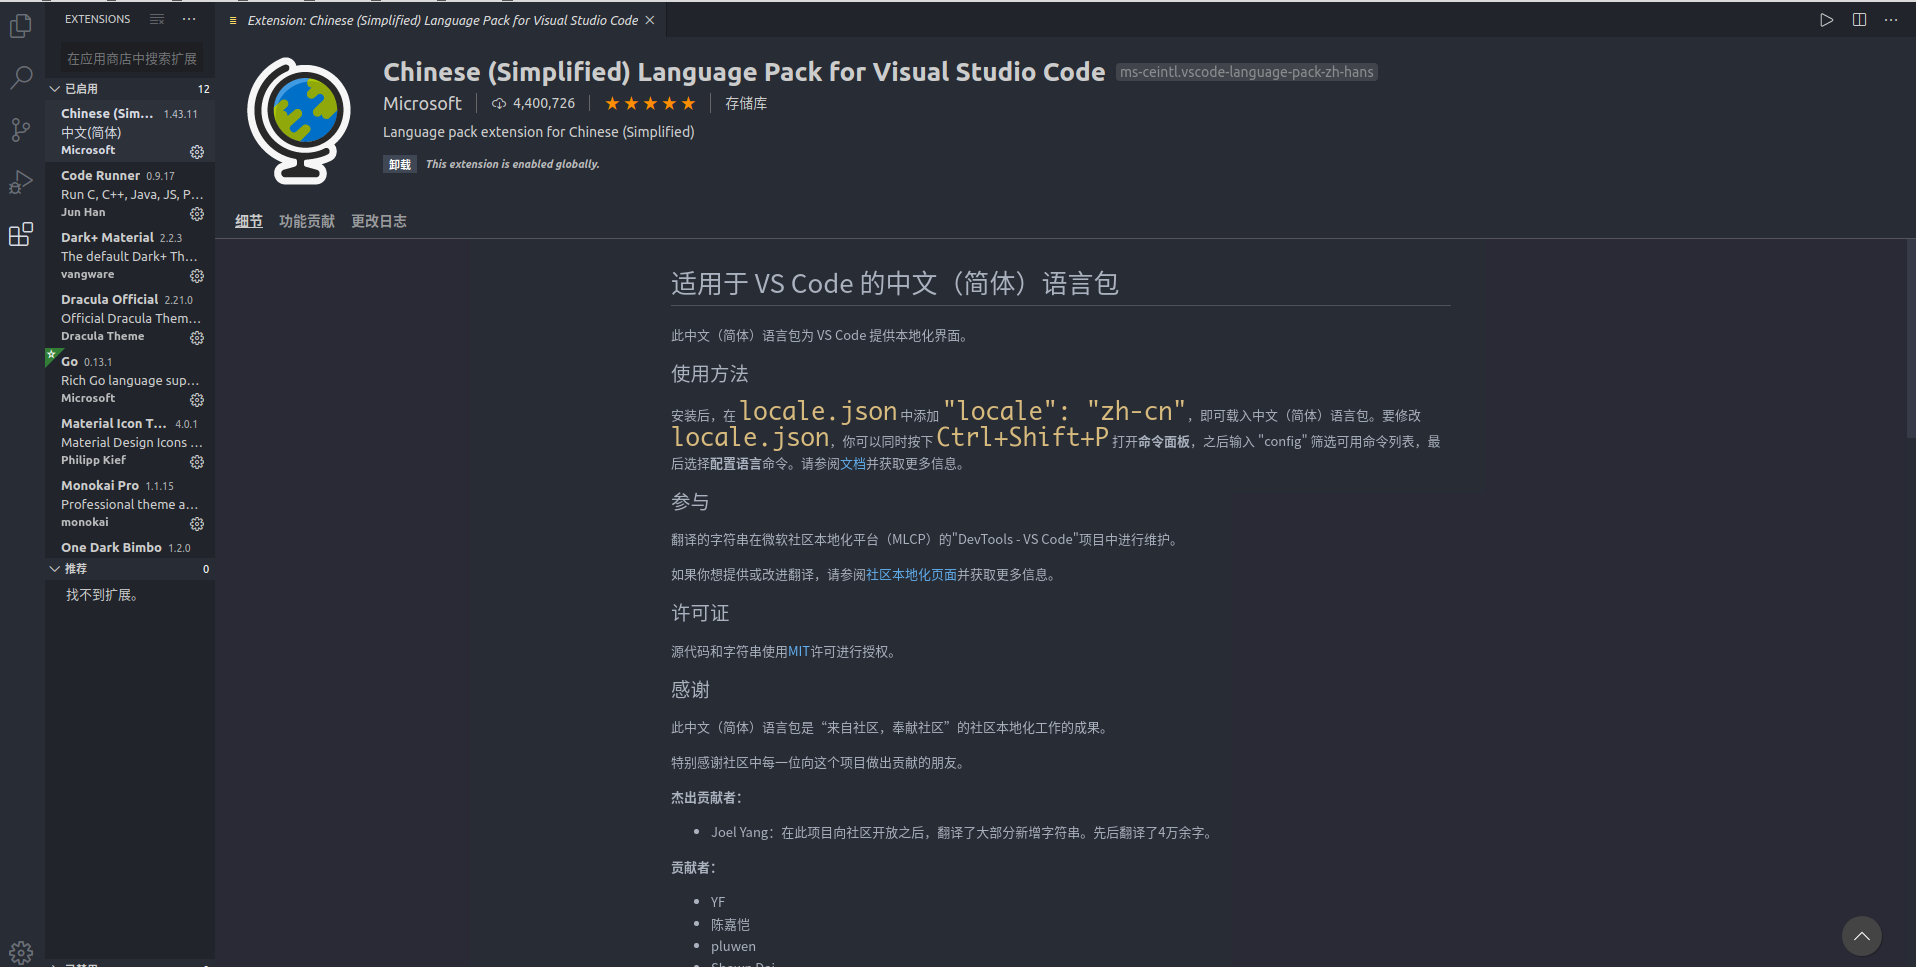 EXTENSIONS
Extension: Chinese (Simplified) Language Pack for Visual Studio Code
在应用商店中搜索扩展
已启用 12
Chinese (Sim... 1.43.11
中文(简体)
Microsoft
Code Runner 0.9.17
Run C, C++, Java, JS, P...
Jun Han
Dark+ Material 2.2.3
The default Dark+ Th...
vangware
Dracula Official 2.21.0
Official Dracula Them...
Dracula Theme
Go 0.13.1
Rich Go language sup...
Microsoft
Material Icon T... 4.0.1
Material Design Icons ...
Philipp Kief
Monokai Pro 1.1.15
Professional theme a...
monokai
One Dark Bimbo 1.2.0
推荐 0
找不到扩展。
Chinese (Simplified) Language Pack for Visual Studio Code ms-ceintl.vscode-language-pack-zh-hans
Microsoft 4,400,726 存储库
Language pack extension for Chinese (Simplified)
卸载 This extension is enabled globally.
细节 功能贡献 更改日志
适用于 VS Code 的中文（简体）语言包
此中文（简体）语言包为 VS Code 提供本地化界面。
使用方法
安装后，在 locale.json 中添加 "locale": "zh-cn"，即可载入中文（简体）语言包。要修改
locale.json，你可以同时按下 Ctrl+Shift+P 打开命令面板，之后输入 "config" 筛选可用命令列表，最
后选择配置语言命令。请参阅文档并获取更多信息。
参与
翻译的字符串在微软社区本地化平台（MLCP）的"DevTools - VS Code"项目中进行维护。
如果你想提供或改进翻译，请参阅社区本地化页面并获取更多信息。
许可证
源代码和字符串使用MIT许可进行授权。
感谢
此中文（简体）语言包是“来自社区，奉献社区”的社区本地化工作的成果。
特别感谢社区中每一位向这个项目做出贡献的朋友。
杰出贡献者：
Joel Yang：在此项目向社区开放之后，翻译了大部分新增字符串。先后翻译了4万余字。
贡献者：
YF
陈嘉恺
pluwen